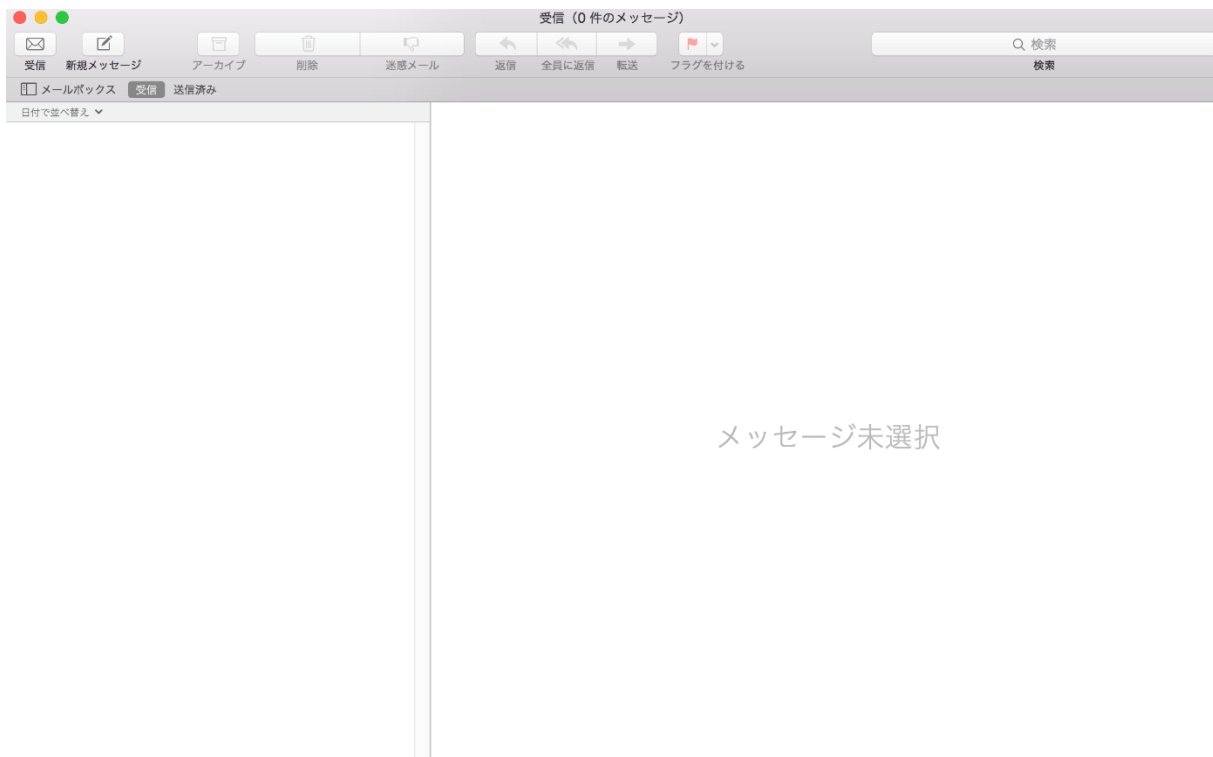 受信（0 件のメッセージ）
受信 新規メッセージ アーカイブ 削除 迷惑メール 返信 全員に返信 転送 フラグを付ける 検索
検索
メールボックス 受信 送信済み
日付で並べ替え
メッセージ未選択